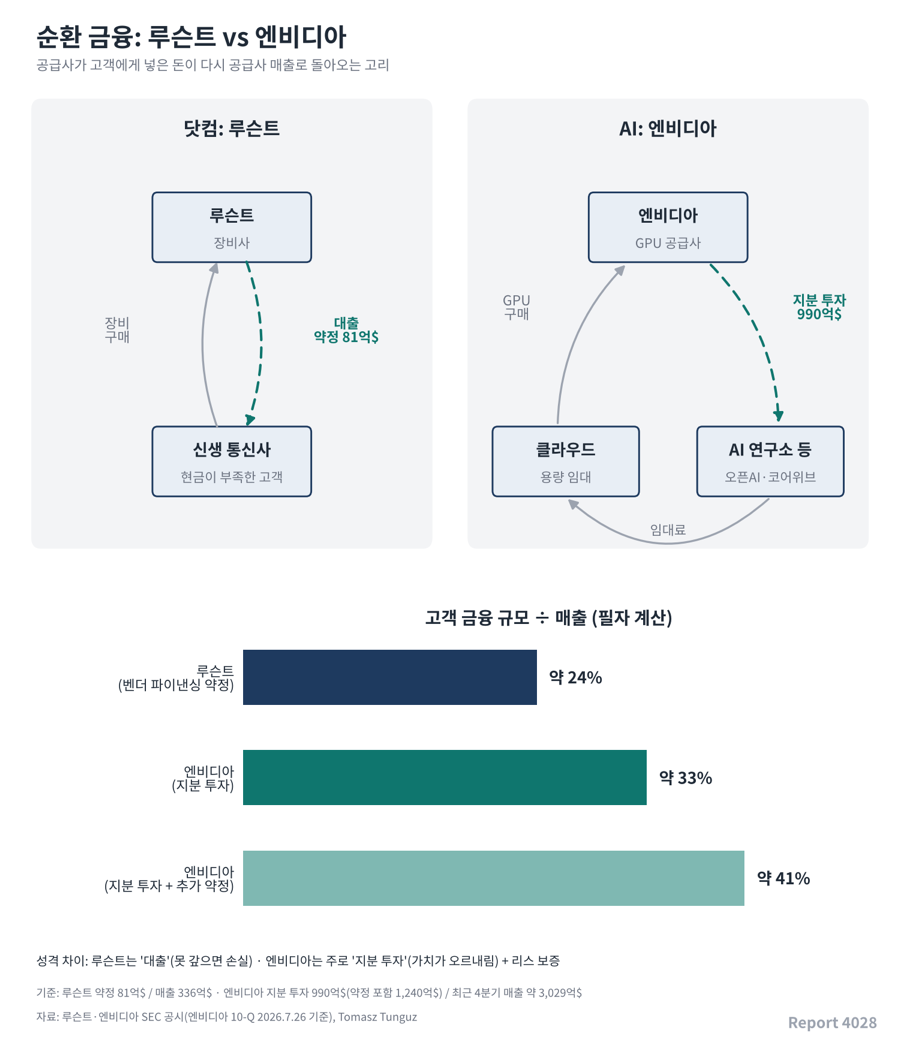 순환 금융: 루슨트 vs 엔비디아
공급사가 고객에게 넣은 돈이 다시 공급사 매출로 돌아오는 고리
닷컴: 루슨트
루슨트
장비사
장비
구매
대출
약정 81억$
신생 통신사
현금이 부족한 고객
AI: 엔비디아
엔비디아
GPU 공급사
GPU
구매
지분 투자
990억$
클라우드
용량 임대
AI 연구소 등
오픈AI·코어위브
임대료
고객 금융 규모 ÷ 매출 (필자 계산)
루슨트
(벤더 파이낸싱 약정)
약 24%
엔비디아
(지분 투자)
약 33%
엔비디아
(지분 투자 + 추가 약정)
약 41%
성격 차이: 루슨트는 '대출'(못 갚으면 손실) · 엔비디아는 주로 '지분 투자'(가치가 오르내림) + 리스 보증
기준: 루슨트 약정 81억$ / 매출 336억$ · 엔비디아 지분 투자 990억$(약정 포함 1,240억$) / 최근 4분기 매출 약 3,029억$
자료: 루슨트·엔비디아 SEC 공시(엔비디아 10-Q 2026.7.26 기준), Tomasz Tunguz
Report 4028